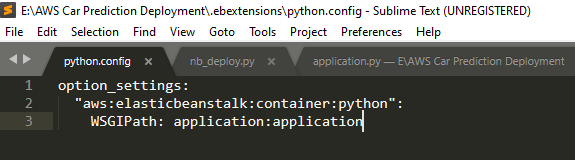 E:\AWS Car Prediction Deployment\.ebextensions\python.config - Sublime Text (UNREGISTERED)
File Edit Selection Find View Goto Tools Project Preferences Help
python.config × nb_deploy.py × application.py — E\AWS Car Prediction Deployment
1 option_settings:
2 "aws:elasticbeanstalk:container:python":
3 WSGIPath: application:application